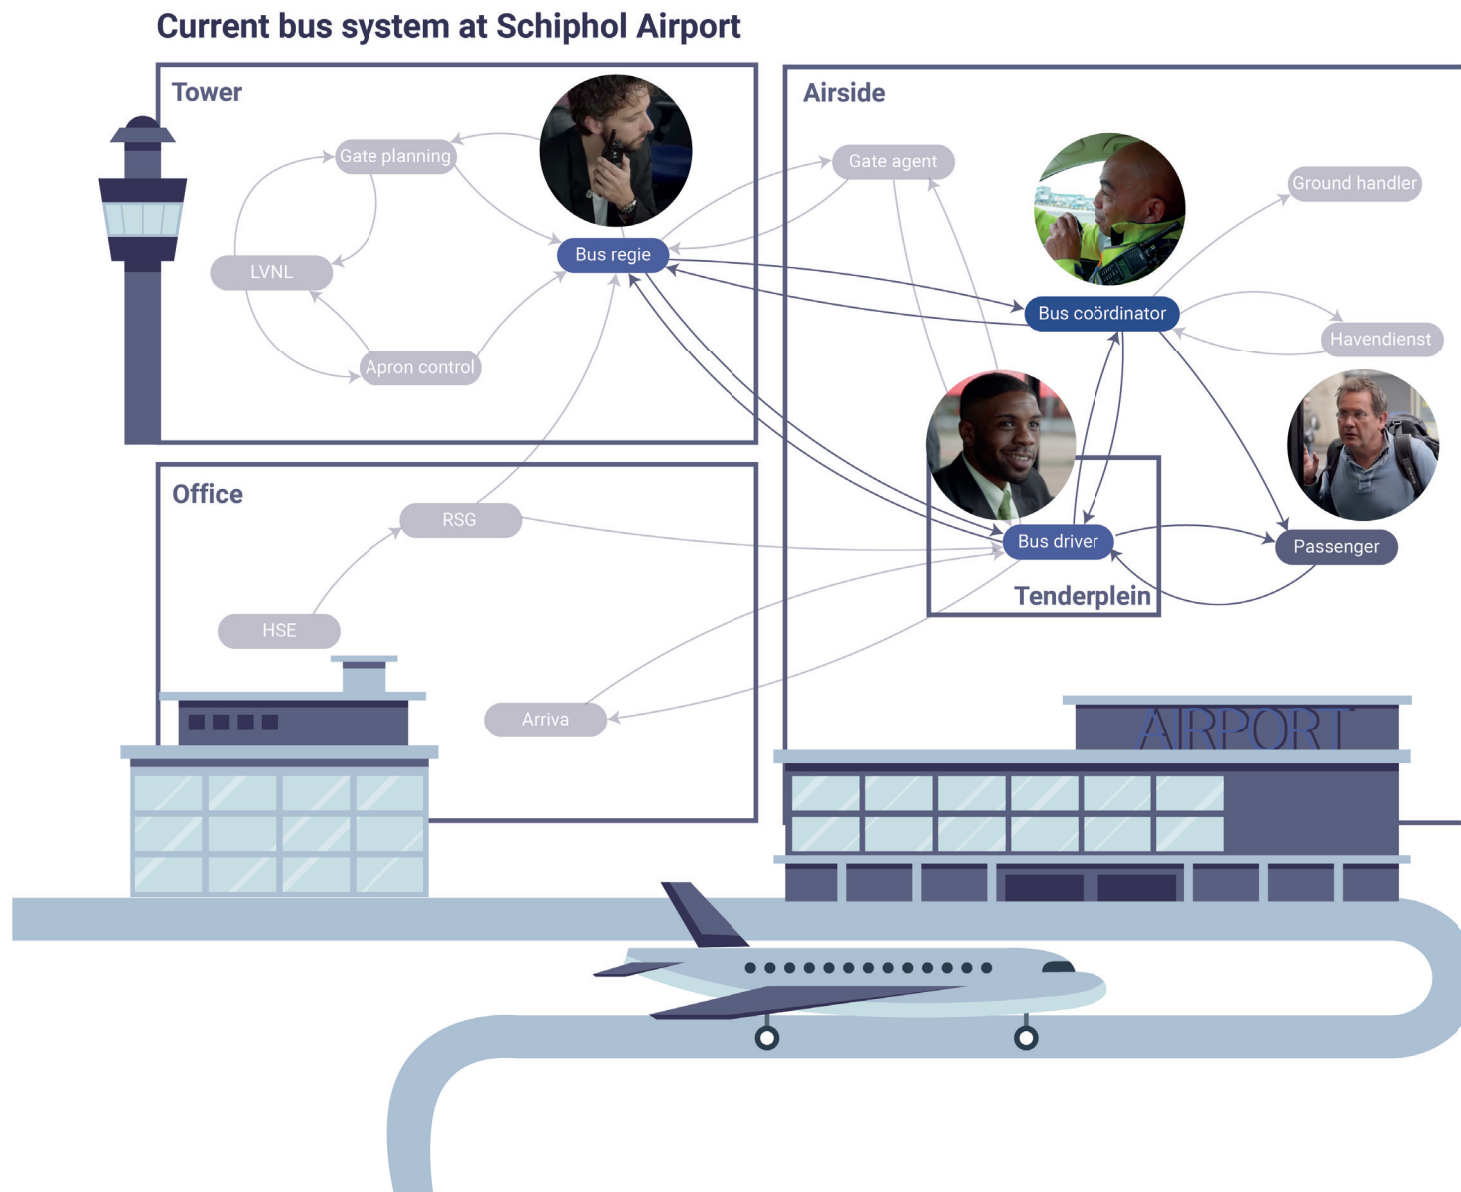 Current bus system at Schiphol Airport
Tower
Gate planning
LVNL
Apron control
Bus regie
Airside
Gate agent
Ground handler
Bus coördinator
Havendienst
Bus driver
Passenger
Tenderplein
Office
RSG
HSE
Arriva
AIRPORT